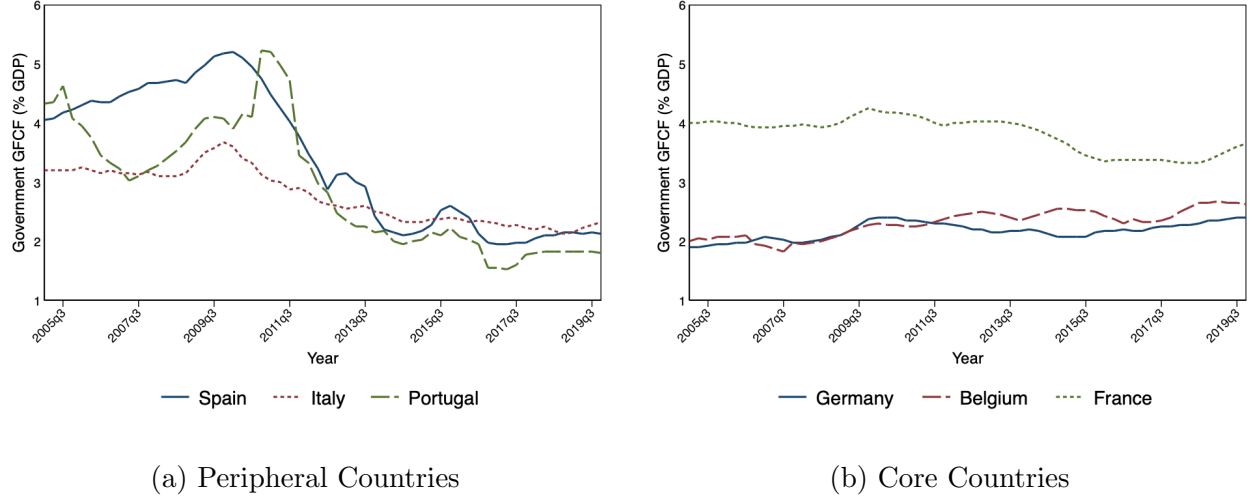 6
5
4
3
2
1
Government GFCF (% GDP)
2005q3
2007q3
2009q3
2011q3
2013q3
2015q3
2017q3
2019q3
Year
Spain Italy Portugal
(a) Peripheral Countries
6
5
4
3
2
1
Government GFCF (% GDP)
2005q3
2007q3
2009q3
2011q3
2013q3
2015q3
2017q3
2019q3
Year
Germany Belgium France
(b) Core Countries